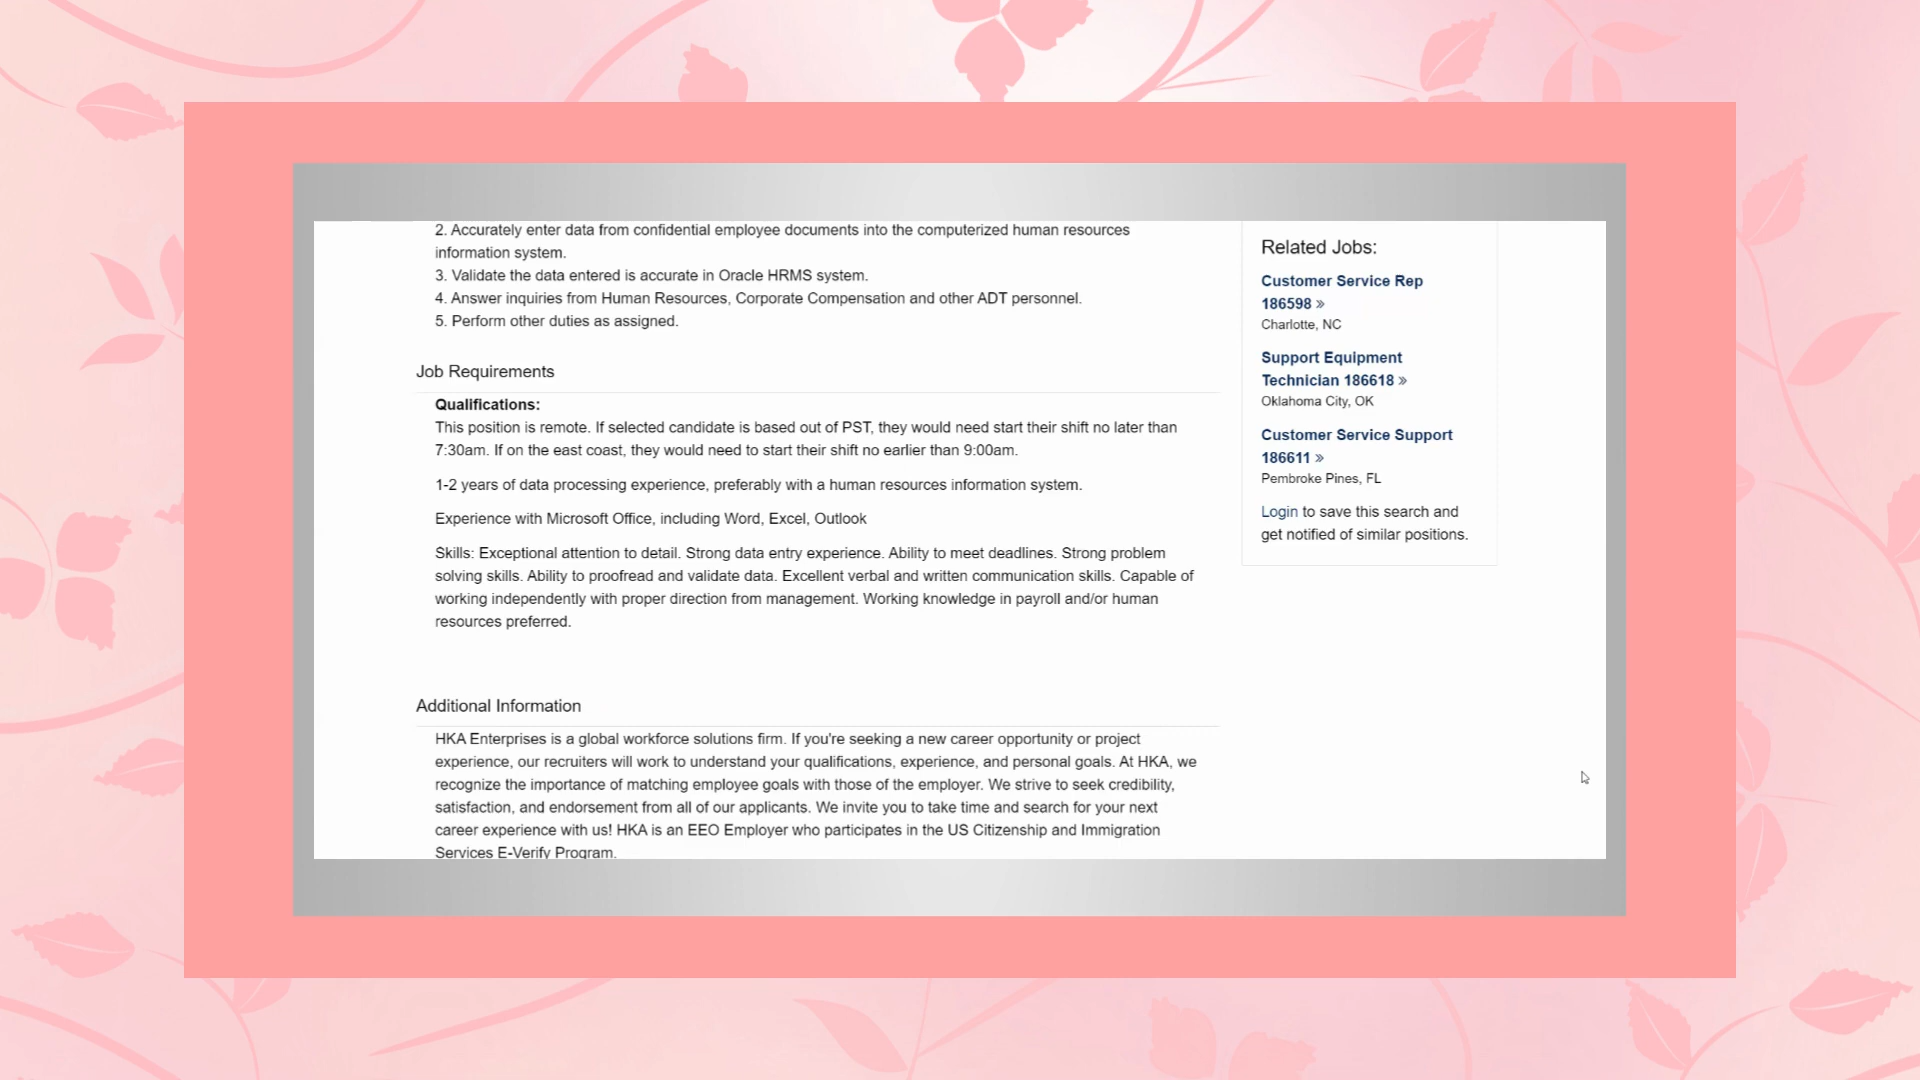 2. Accurately enter data from confidential employee documents into the computerized human resources
information system.
3. Validate the data entered is accurate in Oracle HRMS system.
4. Answer inquiries from Human Resources, Corporate Compensation and other ADT personnel.
5. Perform other duties as assigned.
Job Requirements
Qualifications:
This position is remote. If selected candidate is based out of PST, they would need start their shift no later than
7:30am. If on the east coast, they would need to start their shift no earlier than 9:00am.
1-2 years of data processing experience, preferably with a human resources information system.
Experience with Microsoft Office, including Word, Excel, Outlook
Skills: Exceptional attention to detail. Strong data entry experience. Ability to meet deadlines. Strong problem
solving skills. Ability to proofread and validate data. Excellent verbal and written communication skills. Capable of
working independently with proper direction from management. Working knowledge in payroll and/or human
resources preferred.
Additional Information
HKA Enterprises is a global workforce solutions firm. If you're seeking a new career opportunity or project
experience, our recruiters will work to understand your qualifications, experience, and personal goals. At HKA, we
recognize the importance of matching employee goals with those of the employer. We strive to seek credibility,
satisfaction, and endorsement from all of our applicants. We invite you to take time and search for your next
career experience with us! HKA is an EEO Employer who participates in the US Citizenship and Immigration
Services E-Verify Program.
Related Jobs:
Customer Service Rep
186598 »
Charlotte, NC
Support Equipment
Technician 186618 »
Oklahoma City, OK
Customer Service Support
186611 »
Pembroke Pines, FL
Login to save this search and
get notified of similar positions.